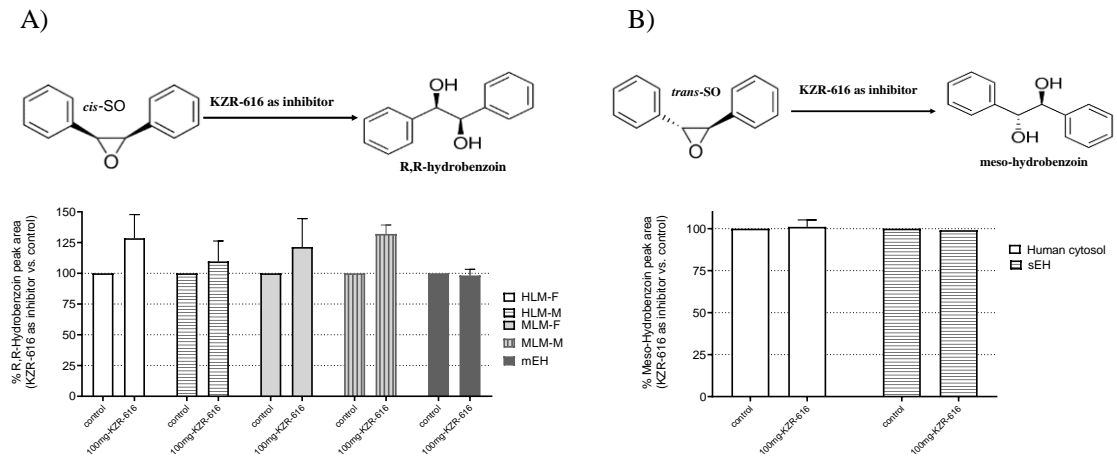 A)
cis-SO
KZR-616 as inhibitor
OH
OH
O
R,R-hydrobenzoin
% R,R-Hydrobenzoin peak area
(KZR-616 as inhibitor vs. control)
150
125
100
75
50
25
0
control
100mg-KZR-616
control
100mg-KZR-616
control
100mg-KZR-616
control
100mg-KZR-616
control
100mg-KZR-616
HLM-F
HLM-M
MLM-F
MLM-M
mEH
B)
trans-SO
KZR-616 as inhibitor
OH
OH
O
meso-hydrobenzoin
% Meso-Hydrobenzoin peak area
(KZR-616 as inhibitor vs. control)
100
75
50
25
0
control
100mg-KZR-616
control
100mg-KZR-616
Human cytosol
sEH